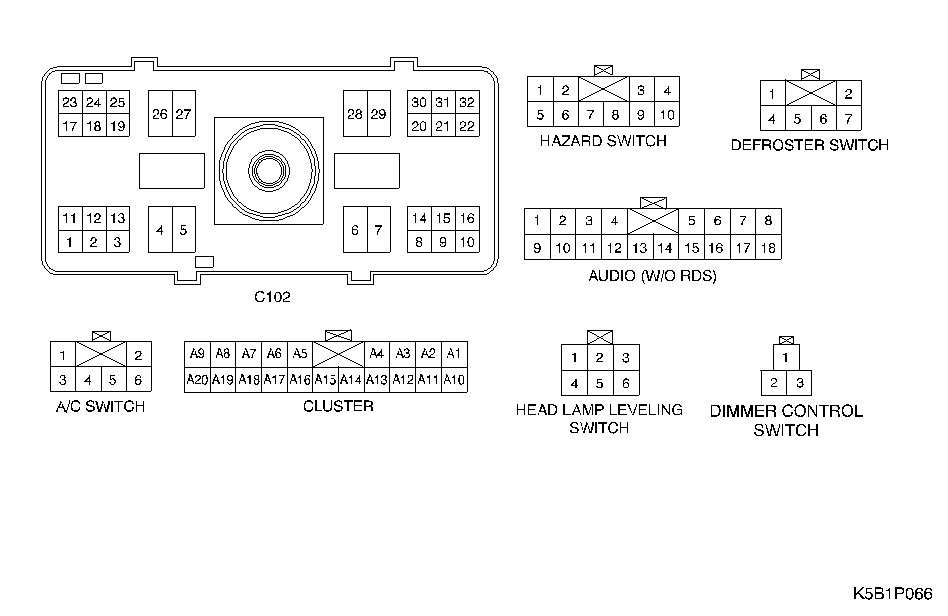 23 24 25
17 18 19
26 27
28 29
30 31 32
20 21 22
11 12 13
1 2 3
4 5
6 7
14 15 16
8 9 10
C102
1 2 3 4
5 6 7 8 9 10
HAZARD SWITCH
1 2
4 5 6 7
DEFROSTER SWITCH
1 2 3 4 5 6 7 8
9 10 11 12 13 14 15 16 17 18
AUDIO (W/O RDS)
1 2
3 4 5 6
A/C SWITCH
A9 A8 A7 A6 A5 A4 A3 A2 A1
A20 A19 A18 A17 A16 A15 A14 A13 A12 A11 A10
CLUSTER
1 2 3
4 5 6
HEAD LAMP LEVELING
SWITCH
1
2 3
DIMMER CONTROL
SWITCH
K5B1P066